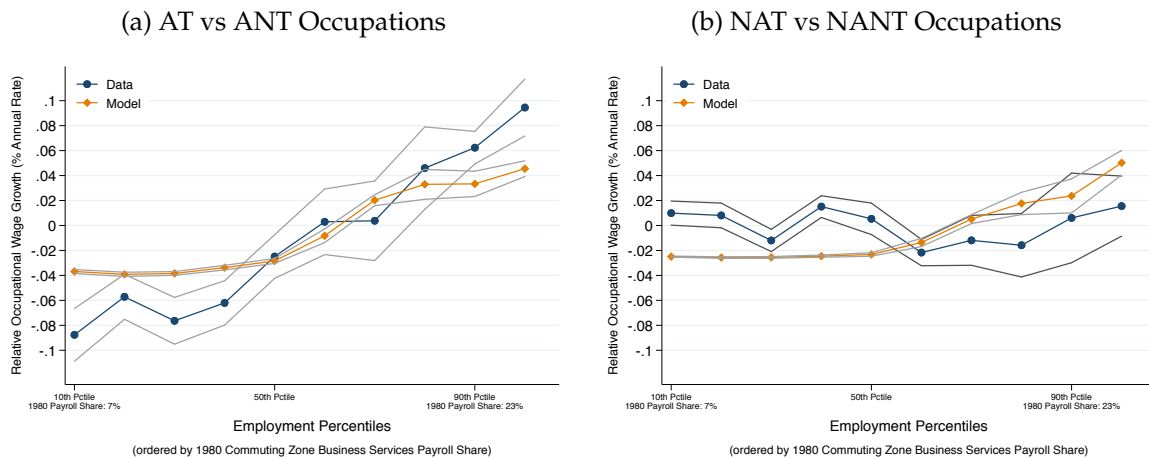 (a) AT vs ANT Occupations
Relative Occupational Wage Growth (% Annual Rate)
Data
Model
.1
.08
.06
.04
.02
0
-.02
-.04
-.06
-.08
-.1
10th Pctile
1980 Payroll Share: 7%
50th Pctile
90th Pctile
1980 Payroll Share: 23%
Employment Percentiles
(ordered by 1980 Commuting Zone Business Services Payroll Share)
(b) NAT vs NANT Occupations
Relative Occupational Wage Growth (% Annual Rate)
Data
Model
.1
.08
.06
.04
.02
0
-.02
-.04
-.06
-.08
-.1
10th Pctile
1980 Payroll Share: 7%
50th Pctile
90th Pctile
1980 Payroll Share: 23%
Employment Percentiles
(ordered by 1980 Commuting Zone Business Services Payroll Share)